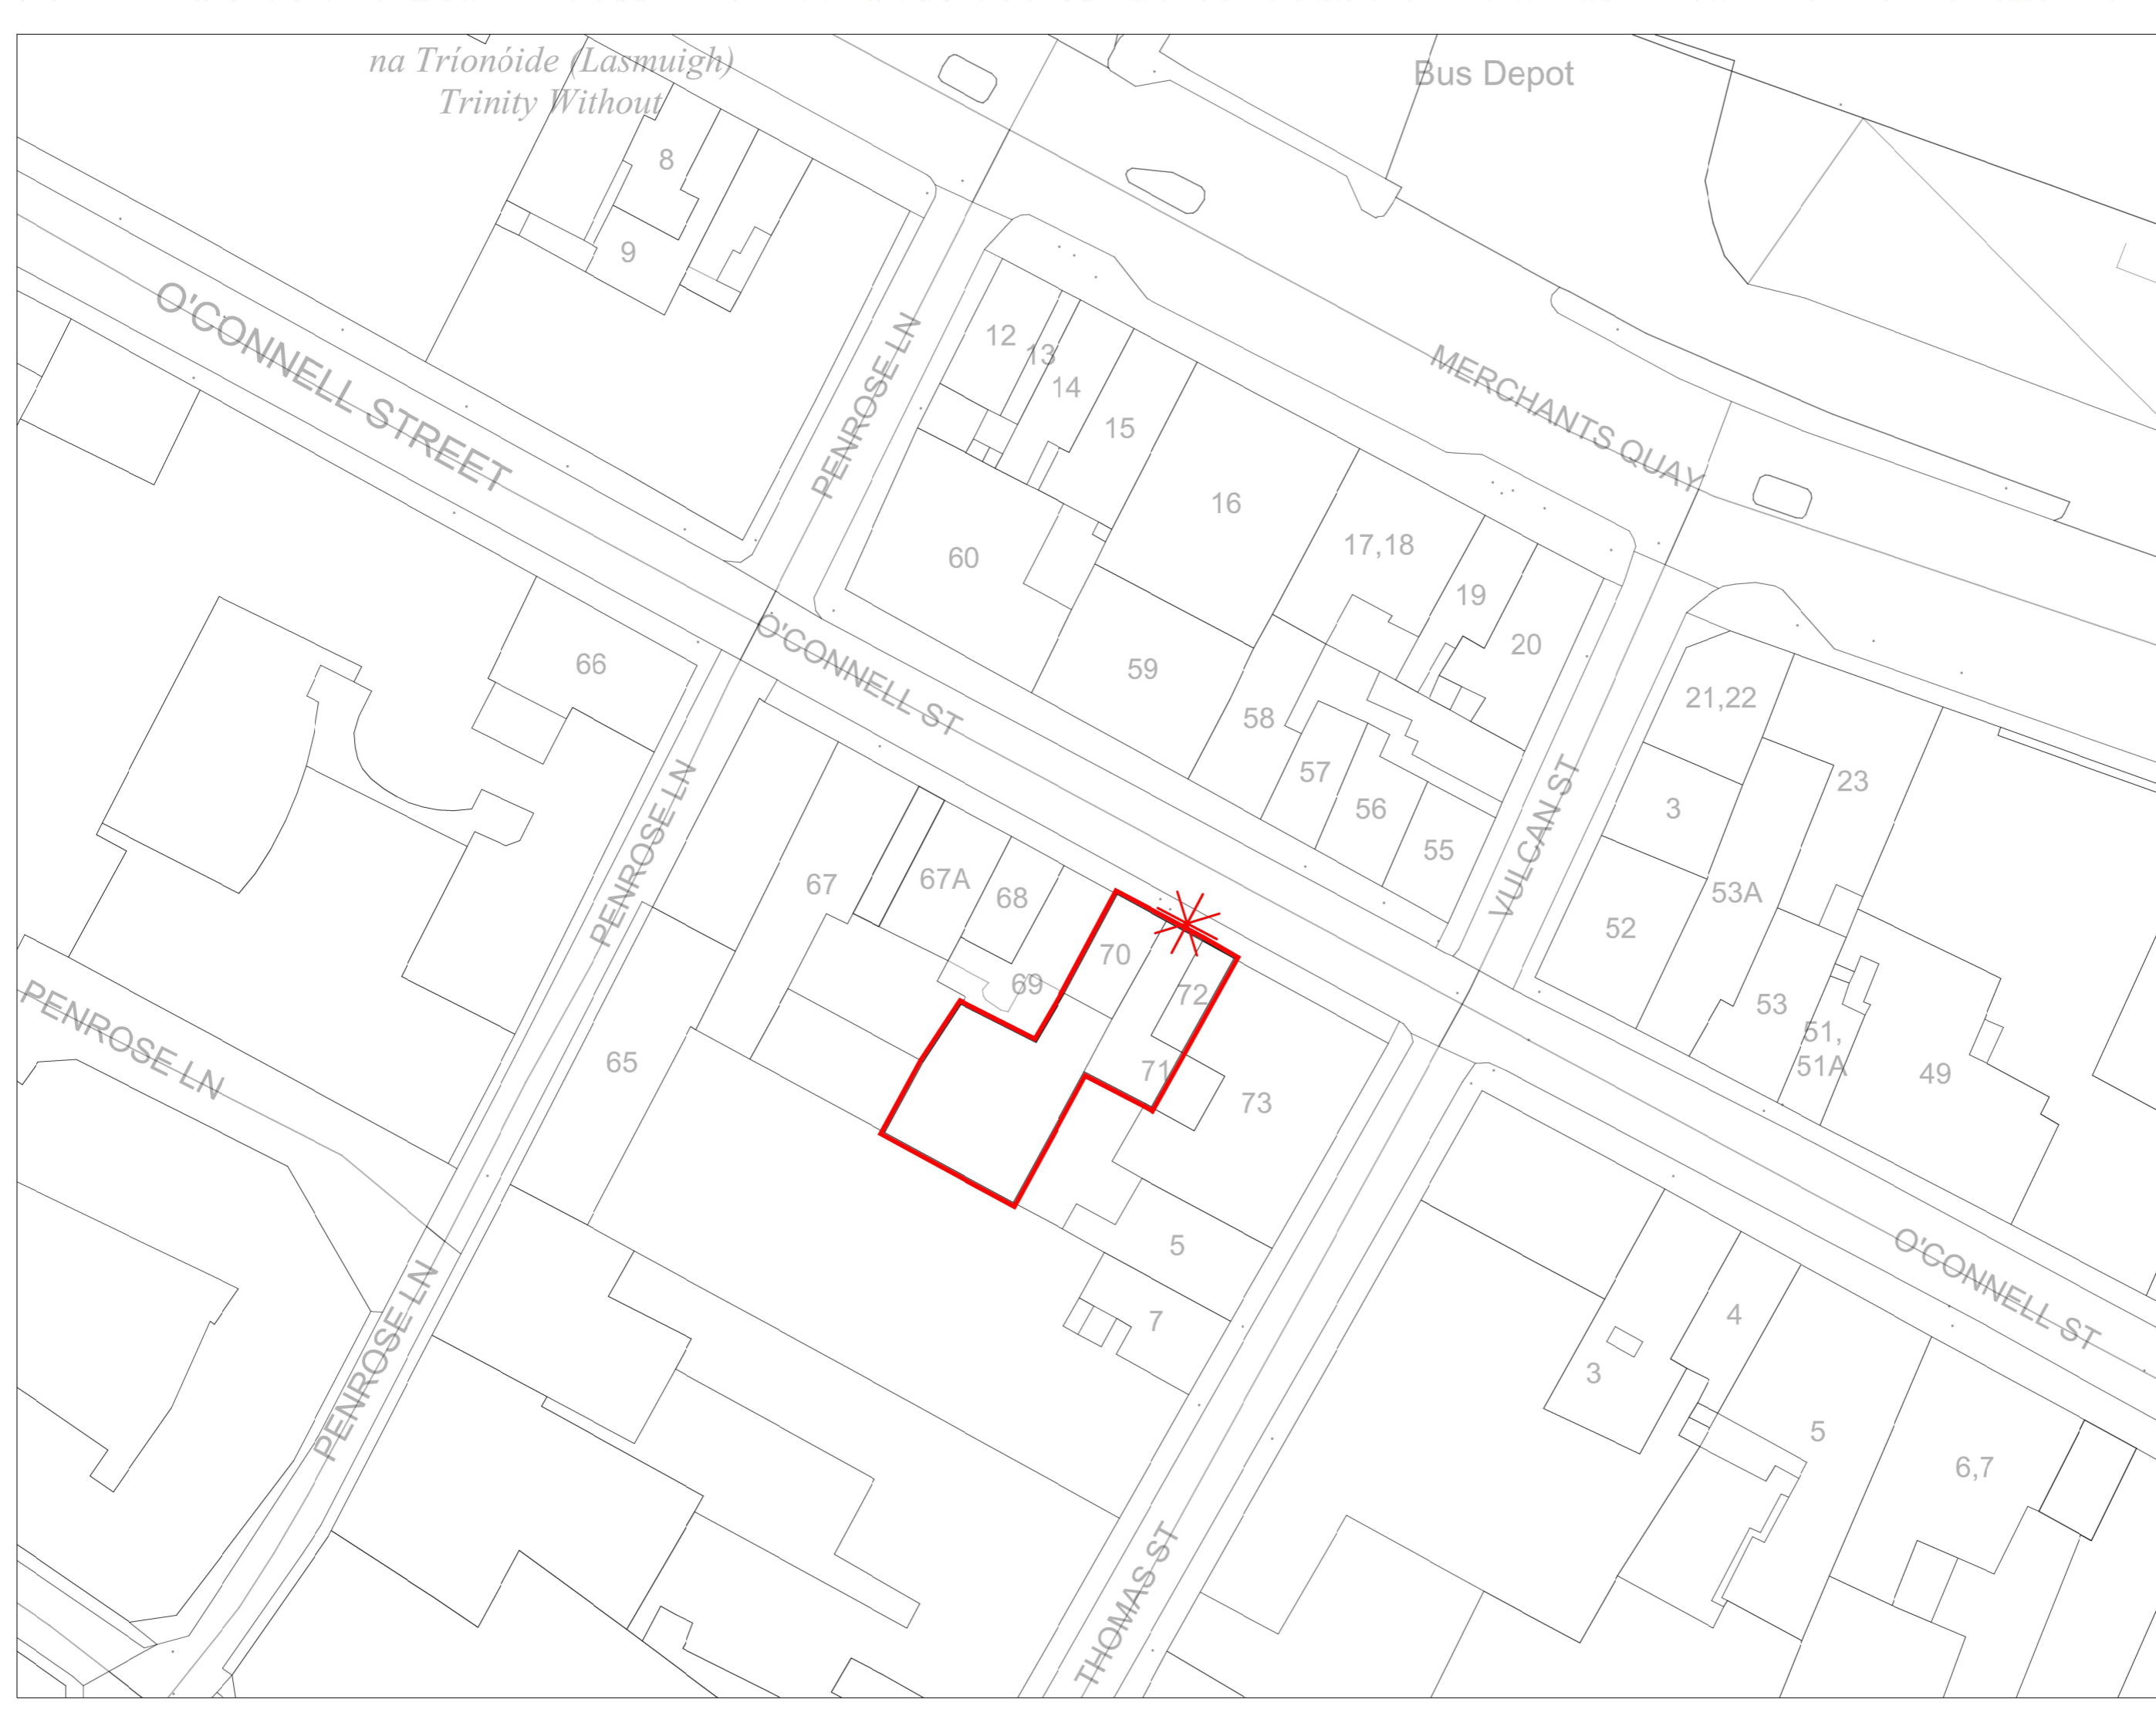 na Tríonóide (Lasmuigh)
Trinity Without
Bus Depot
8
9
O'CONNELL STREET
PENROSE LN
12
13
14
15
16
MERCHANTS QUAY
17,18
19
20
60
59
O'CONNELL ST
66
58
57
56
55
VULCAN ST
21,22
3
23
53A
52
53
51,
51A
49
PENROSE LN
67
67A
68
69
70
72
71
73
65
PENROSE LN
5
7
O'CONNELL ST
4
3
5
6,7
PENROSE LN
THOMAS ST